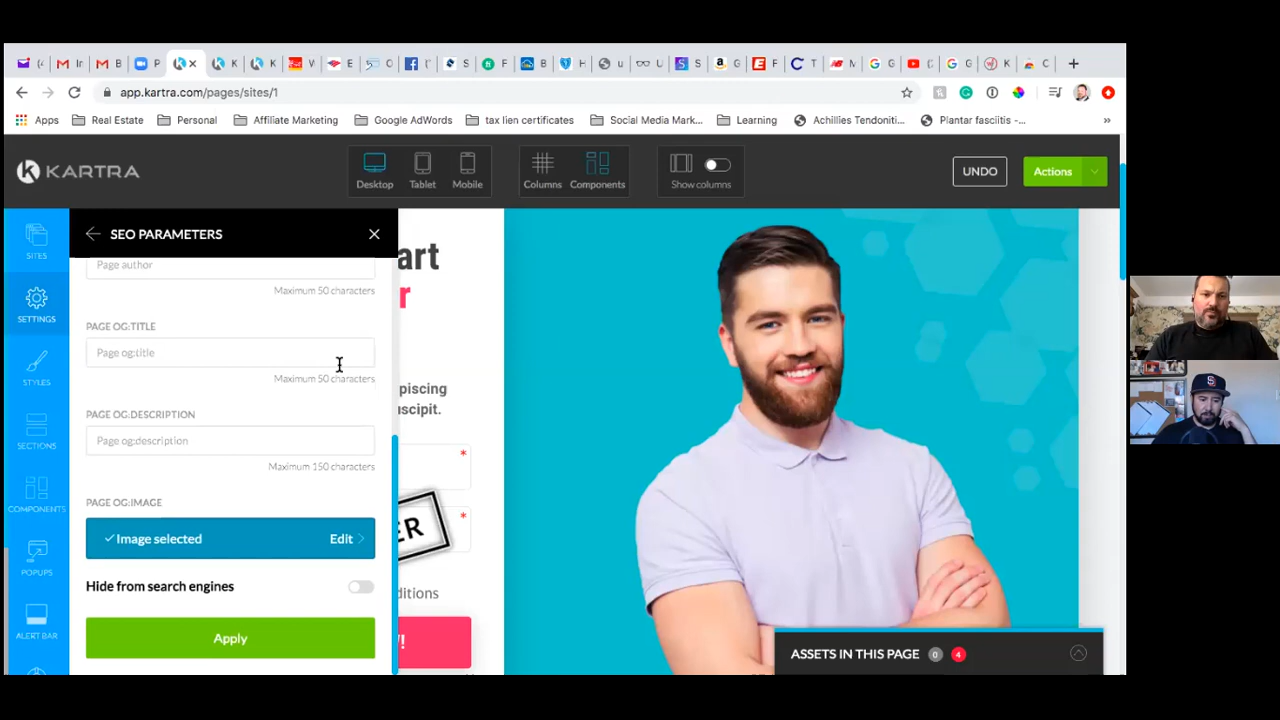 app.kartra.com/pages/sites/1
Apps Real Estate Personal Affiliate Marketing Google AdWords tax lien certificates Social Media Mark... Learning Achillies Tendoniti... Plantar fasciitis -... »
KARTRA
Desktop Tablet Mobile Columns Components Show columns UNDO Actions
SITES
SETTINGS
STYLES
SECTIONS
COMPONENTS
POPUPS
ALERT BAR
SEO PARAMETERS
Page author
Maximum 50 characters
PAGE OG:TITLE
Page og:title
Maximum 50 characters
PAGE OG:DESCRIPTION
Page og:description
Maximum 150 characters
PAGE OG:IMAGE
Image selected Edit
Hide from search engines
Apply
art
r
ipiscing
uscipit.
*
*
ER
ditions
!
ASSETS IN THIS PAGE 0 4